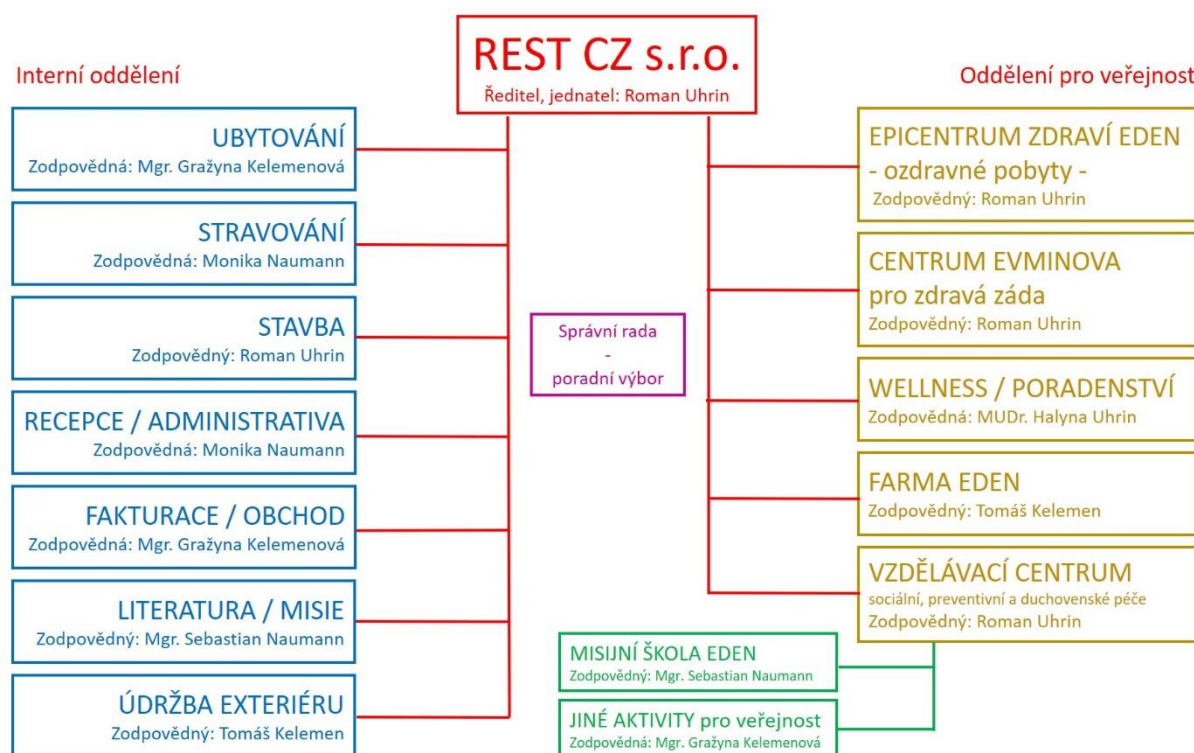 REST CZ s.r.o.
Ředitel, jednatel: Roman Uhrin
Interní oddělení
UBYTOVÁNÍ
Zodpovědná: Mgr. Gražyna Kelemenová
STRAVOVÁNÍ
Zodpovědná: Monika Naumann
STAVBA
Zodpovědný: Roman Uhrin
RECEPCE / ADMINISTRATIVA
Zodpovědná: Monika Naumann
FAKTURACE / OBCHOD
Zodpovědná: Mgr. Gražyna Kelemenová
LITERATURA / MISIE
Zodpovědný: Mgr. Sebastian Naumann
ÚDRŽBA EXTERIÉRU
Zodpovědný: Tomáš Kelemen
Správní rada
-
poradní výbor
Oddělení pro veřejnost
EPICENTRUM ZDRAVÍ EDEN
- ozdravné pobyty -
Zodpovědný: Roman Uhrin
CENTRUM EVMINOVA
pro zdravá záda
Zodpovědný: Roman Uhrin
WELLNESS / PORADENSTVÍ
Zodpovědná: MUDr. Halyna Uhrin
FARMA EDEN
Zodpovědný: Tomáš Kelemen
VZDĚLÁVACÍ CENTRUM
sociální, preventivní a duchovenské péče
Zodpovědný: Roman Uhrin
MISIJNÍ ŠKOLA EDEN
Zodpovědný: Mgr. Sebastian Naumann
JINÉ AKTIVITY pro veřejnost
Zodpovědná: Mgr. Gražyna Kelemenová